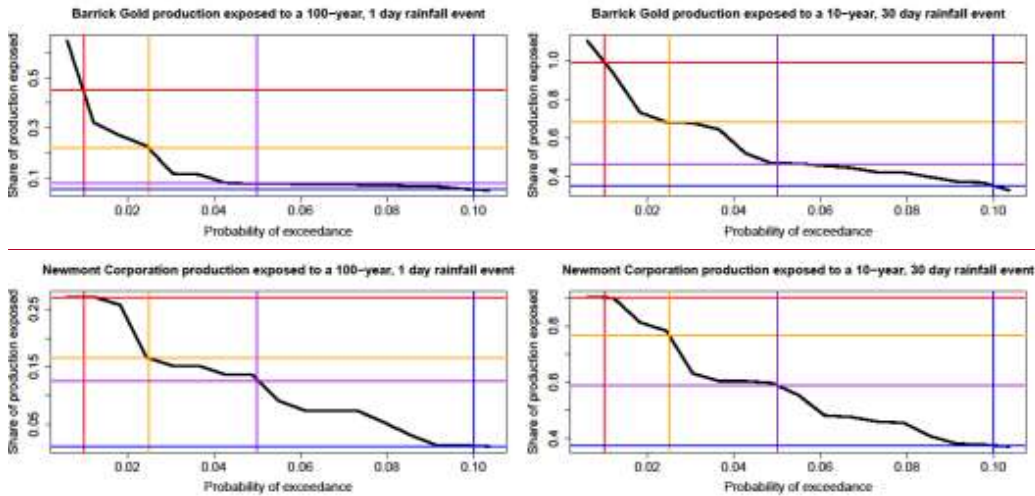 Barrick Gold production exposed to a 100−year, 1 day rainfall event
Share of production exposed
0.1 0.3 0.5
0.02 0.04 0.06 0.08 0.10
Probability of exceedance
Barrick Gold production exposed to a 10−year, 30 day rainfall event
Share of production exposed
0.4 0.6 0.8 1.0
0.02 0.04 0.06 0.08 0.10
Probability of exceedance
Newmont Corporation production exposed to a 100−year, 1 day rainfall event
Share of production exposed
0.05 0.15 0.25
0.02 0.04 0.06 0.08 0.10
Probability of exceedance
Newmont Corporation production exposed to a 10−year, 30 day rainfall event
Share of production exposed
0.4 0.6 0.8
0.02 0.04 0.06 0.08 0.10
Probability of exceedance